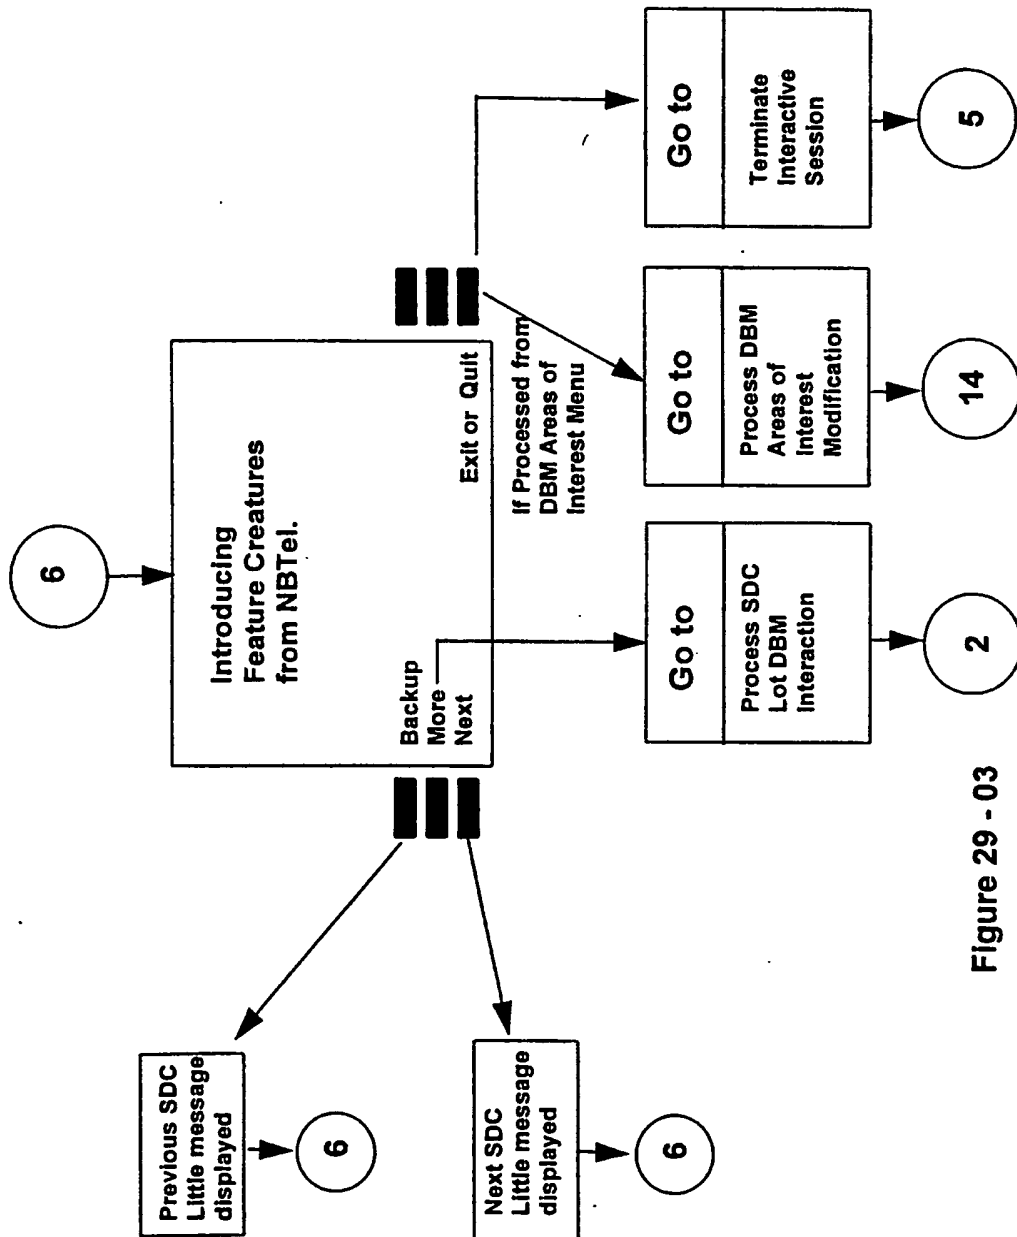 6
Introducing
Feature Creatures
from NBTel.
Backup
More
Next
Exit or Quit
Previous SDC
Little message
displayed
6
Next SDC
Little message
displayed
6
If Processed from
DBM Areas of
Interest Menu
Go to
Process SDC
Lot DBM
Interaction
2
Go to
Process DBM
Areas of
Interest
Modification
14
Go to
Terminate
Interactive
Session
5
Figure 29 - 03